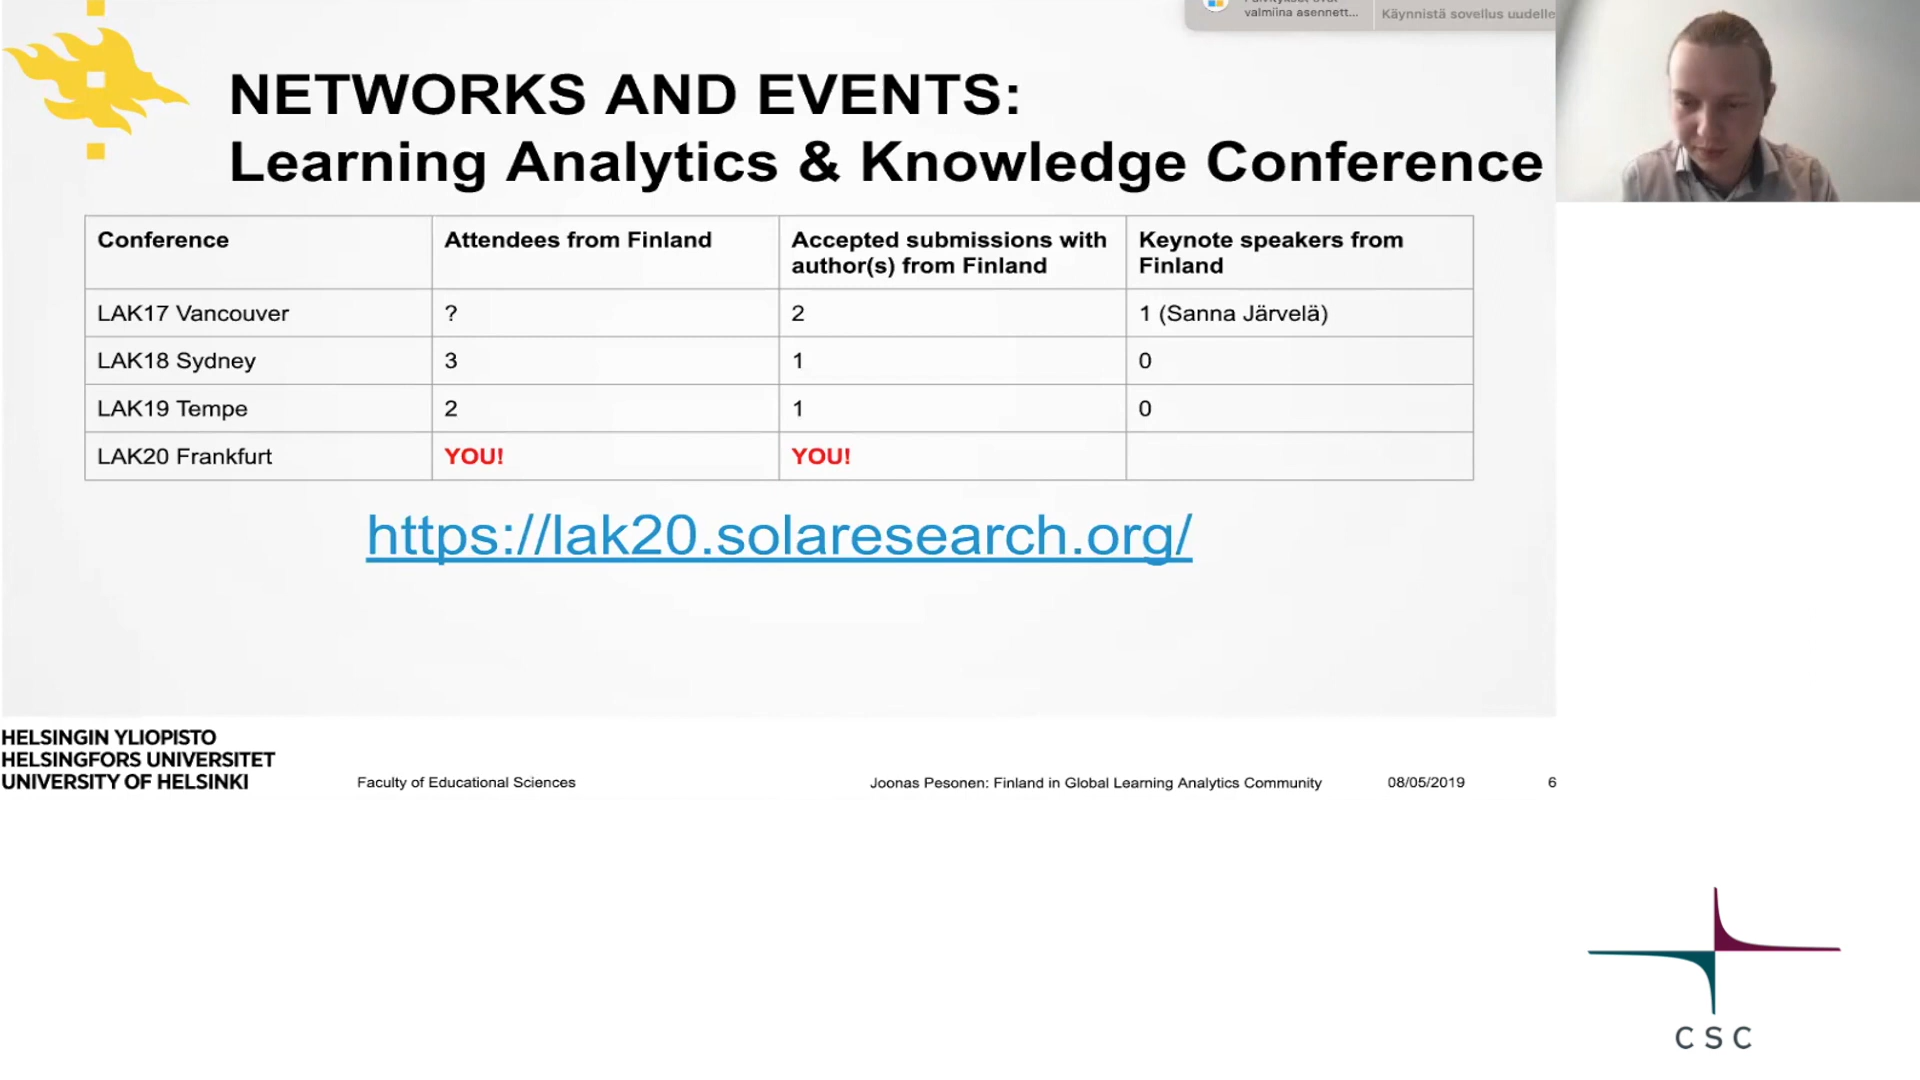 valmiina asennett...
Käynnistä sovellus uudelle
NETWORKS AND EVENTS:
Learning Analytics & Knowledge Conference
Conference
Attendees from Finland
Accepted submissions with
author(s) from Finland
Keynote speakers from
Finland
LAK17 Vancouver
?
2
1 (Sanna Järvelä)
LAK18 Sydney
3
1
0
LAK19 Tempe
2
1
0
LAK20 Frankfurt
YOU!
YOU!
https://lak20.solaresearch.org/
HELSINGIN YLIOPISTO
HELSINGFORS UNIVERSITET
UNIVERSITY OF HELSINKI
Faculty of Educational Sciences
Joonas Pesonen: Finland in Global Learning Analytics Community
08/05/2019
6
CSC